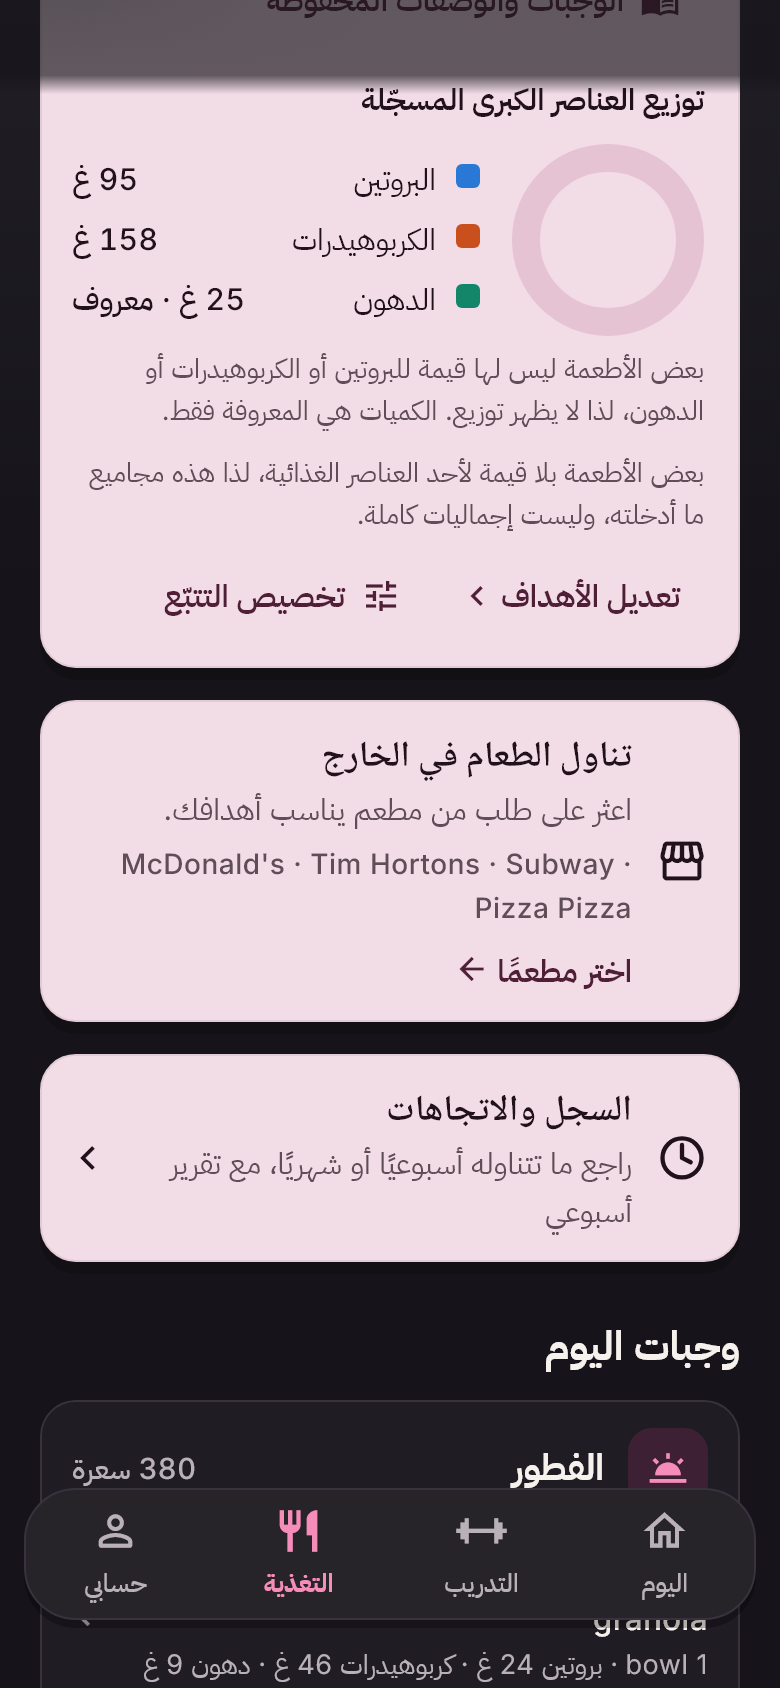 الوجبات والوصفات المحفوظة
توزيع العناصر الكبرى المسجّلة
البروتين 95 غ
الكربوهيدرات 158 غ
الدهون 25 غ · معروف
بعض الأطعمة ليس لها قيمة للبروتين أو الكربوهيدرات أو
الدهون، لذا لا يظهر توزيع. الكميات هي المعروفة فقط.
بعض الأطعمة بلا قيمة لأحد العناصر الغذائية، لذا هذه مجاميع
ما أدخلته، وليست إجماليات كاملة.
تعديل الأهداف تخصيص التتبّع
تناول الطعام في الخارج
اعثر على طلب من مطعم يناسب أهدافك.
McDonald's · Tim Hortons · Subway ·
Pizza Pizza
اختر مطعمًا
السجل والاتجاهات
راجع ما تتناوله أسبوعيًا أو شهريًا، مع تقرير
أسبوعي
وجبات اليوم
الفطور 380 سعرة
اليوم التدريب التغذية حسابي
granola
1 bowl · بروتين 24 غ · كربوهيدرات 46 غ · دهون 9 غ